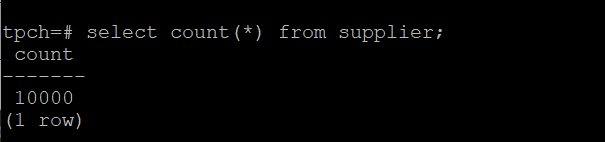 tpch=# select count(*) from supplier;
 count
-------
 10000
(1 row)